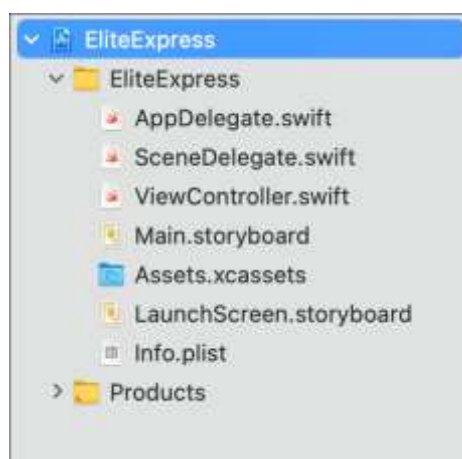 EliteExpress
EliteExpress
AppDelegate.swift
SceneDelegate.swift
ViewController.swift
Main.storyboard
Assets.xcassets
LaunchScreen.storyboard
Info.plist
Products